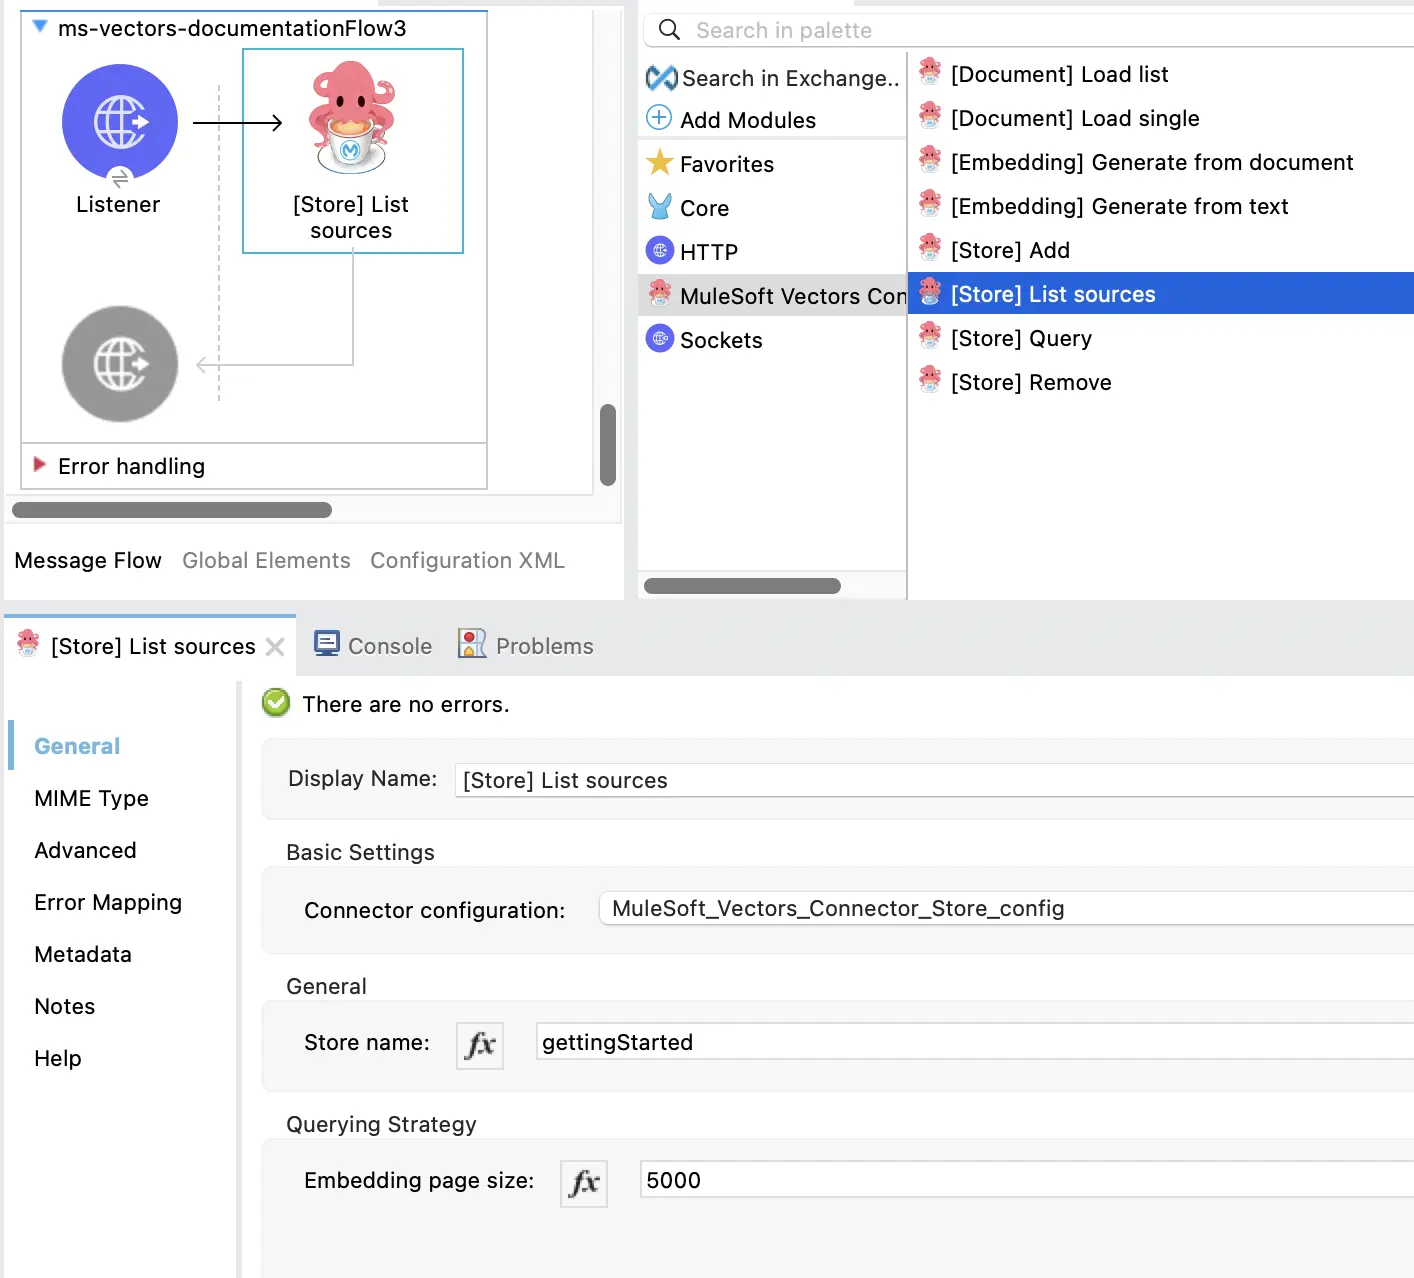 ms-vectors-documentationFlow3
Listener
[Store] List
sources
Error handling
Message Flow Global Elements Configuration XML
Search in palette
Search in Exchange..
Add Modules
Favorites
Core
HTTP
MuleSoft Vectors Con
Sockets
[Document] Load list
[Document] Load single
[Embedding] Generate from document
[Embedding] Generate from text
[Store] Add
[Store] List sources
[Store] Query
[Store] Remove
[Store] List sources Console Problems
General
MIME Type
Advanced
Error Mapping
Metadata
Notes
Help
There are no errors.
Display Name: [Store] List sources
Basic Settings
Connector configuration: MuleSoft_Vectors_Connector_Store_config
General
Store name: fx gettingStarted
Querying Strategy
Embedding page size: fx 5000